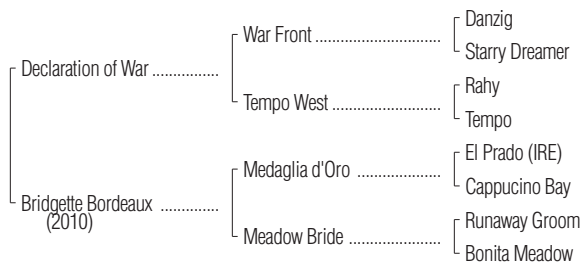 Danzig
War Front ............................
Starry Dreamer
Declaration of War ...............
Rahy
Tempo West ........................
Tempo
El Prado (IRE)
Medaglia d'Oro .....................
Cappucino Bay
Bridgette Bordeaux .............
(2010)
Runaway Groom
Meadow Bride .....................
Bonita Meadow